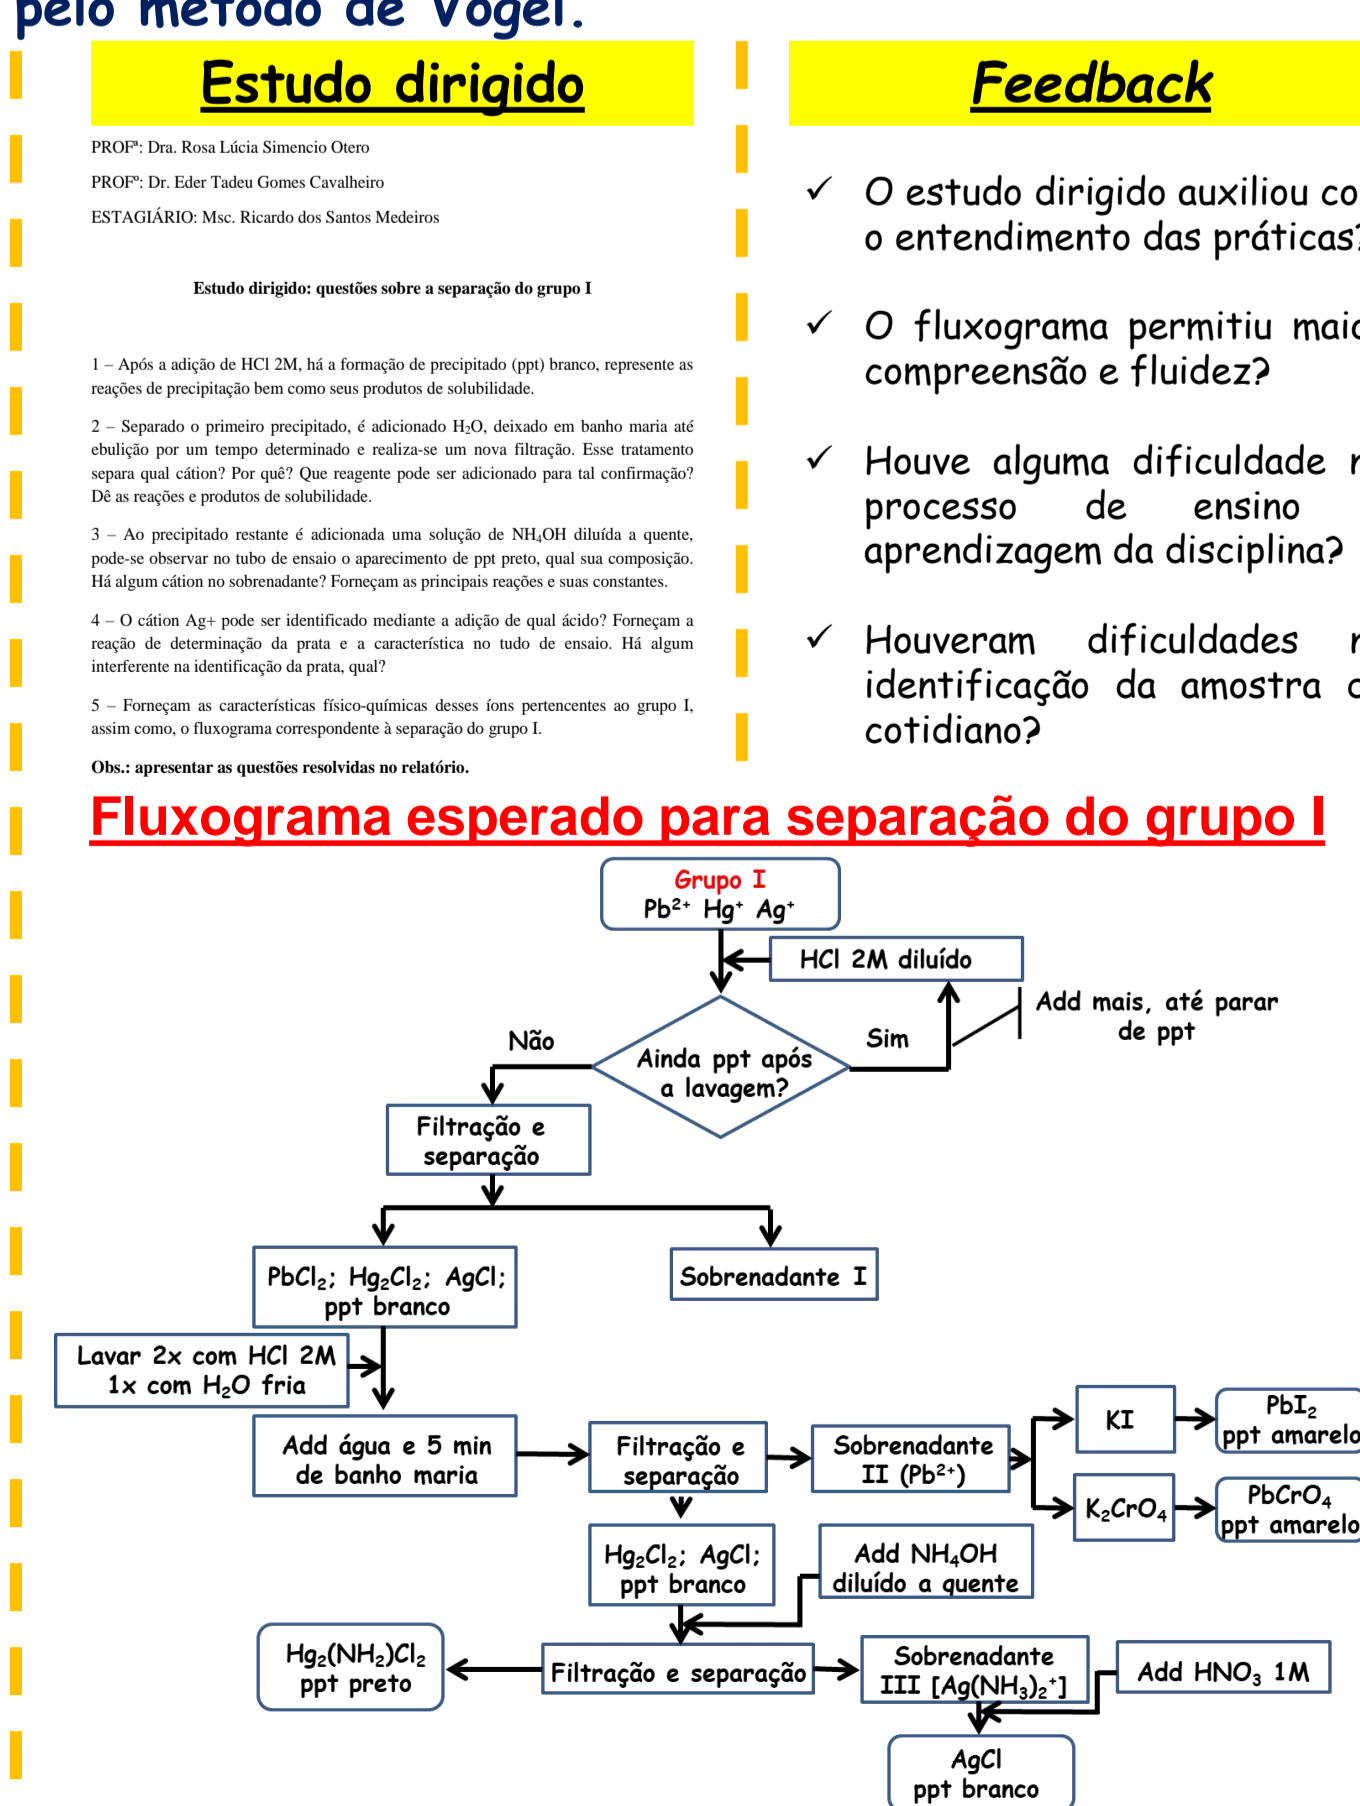 pelo método de Vogel.
Estudo dirigido
PROFª: Dra. Rosa Lúcia Simencio Otero
PROFº: Dr. Eder Tadeu Gomes Cavalheiro
ESTAGIÁRIO: Msc. Ricardo dos Santos Medeiros
Estudo dirigido: questões sobre a separação do grupo I
1 – Após a adição de HCl 2M, há a formação de precipitado (ppt) branco, represente as
reações de precipitação bem como seus produtos de solubilidade.
2 – Separado o primeiro precipitado, é adicionado H₂O, deixado em banho maria até
ebulição por um tempo determinado e realiza-se um nova filtração. Esse tratamento
separa qual cátion? Por quê? Que reagente pode ser adicionado para tal confirmação?
Dê as reações e produtos de solubilidade.
3 – Ao precipitado restante é adicionada uma solução de NH₄OH diluída a quente,
pode-se observar no tubo de ensaio o aparecimento de ppt preto, qual sua composição.
Há algum cátion no sobrenadante? Forneçam as principais reações e suas constantes.
4 – O cátion Ag+ pode ser identificado mediante a adição de qual ácido? Forneçam a
reação de determinação da prata e a característica no tudo de ensaio. Há algum
interferente na identificação da prata, qual?
5 – Forneçam as características físico-químicas desses íons pertencentes ao grupo I,
assim como, o fluxograma correspondente à separação do grupo I.
Obs.: apresentar as questões resolvidas no relatório.
Feedback
✓ O estudo dirigido auxiliou co
o entendimento das práticas?
✓ O fluxograma permitiu maio
compreensão e fluidez?
✓ Houve alguma dificuldade
processo de ensino
aprendizagem da disciplina?
✓ Houveram dificuldades
identificação da amostra
cotidiano?
Fluxograma esperado para separação do grupo I
Grupo I
Pb²⁺ Hg⁺ Ag⁺
HCl 2M diluído
Add mais, até parar
de ppt
Sim
Não
Ainda ppt após
a lavagem?
Filtração e
separação
PbCl₂; Hg₂Cl₂; AgCl;
ppt branco
Sobrenadante I
Lavar 2x com HCl 2M
1x com H₂O fria
Add água e 5 min
de banho maria
Filtração e
separação
Sobrenadante
II (Pb²⁺)
KI
PbI₂
ppt amarelo
K₂CrO₄
PbCrO₄
ppt amarelo
Hg₂Cl₂; AgCl;
ppt branco
Add NH₄OH
diluído a quente
Hg₂(NH₂)Cl₂
ppt preto
Filtração e separação
Sobrenadante
III [Ag(NH₃)₂⁺]
Add HNO₃ 1M
AgCl
ppt branco